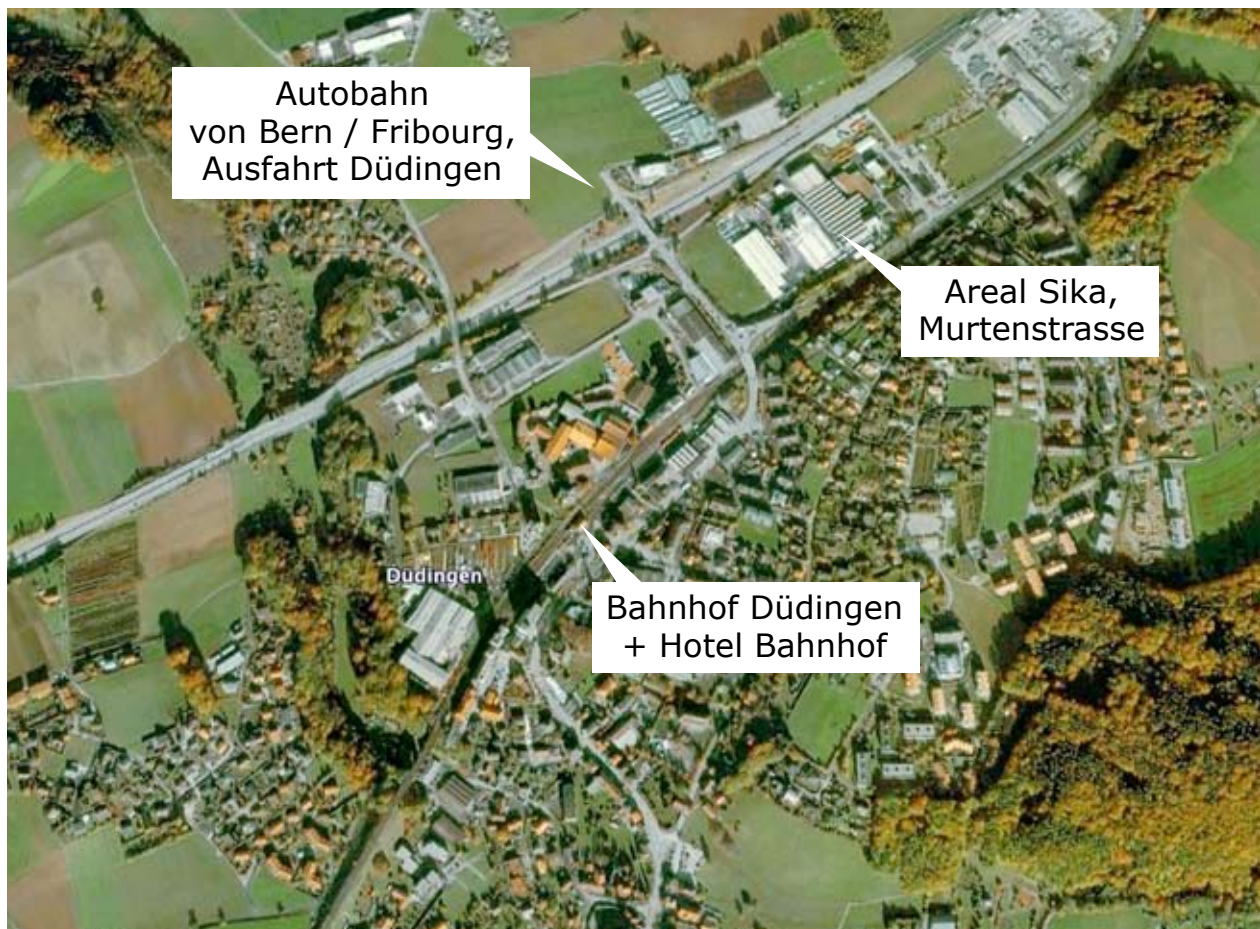 Autobahn
von Bern / Fribourg,
Ausfahrt Düdingen
Areal Sika,
Murtenstrasse
Düdingen
Bahnhof Düdingen
+ Hotel Bahnhof